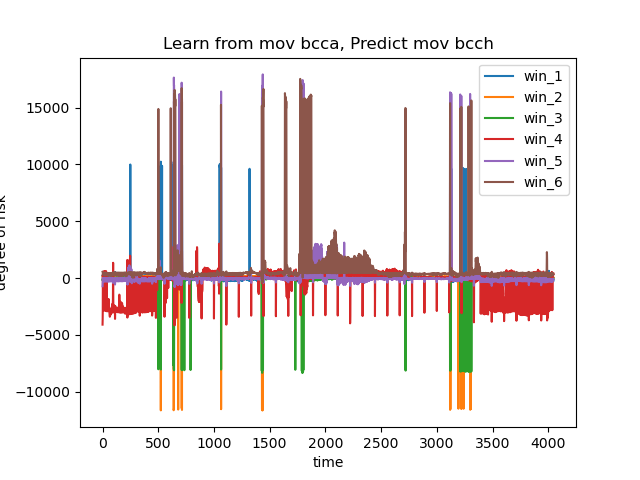 Learn from mov bcca, Predict mov bcch
win_1
win_2
win_3
win_4
win_5
win_6
15000
10000
5000
0
−5000
−10000
degree of risk
0 500 1000 1500 2000 2500 3000 3500 4000
time